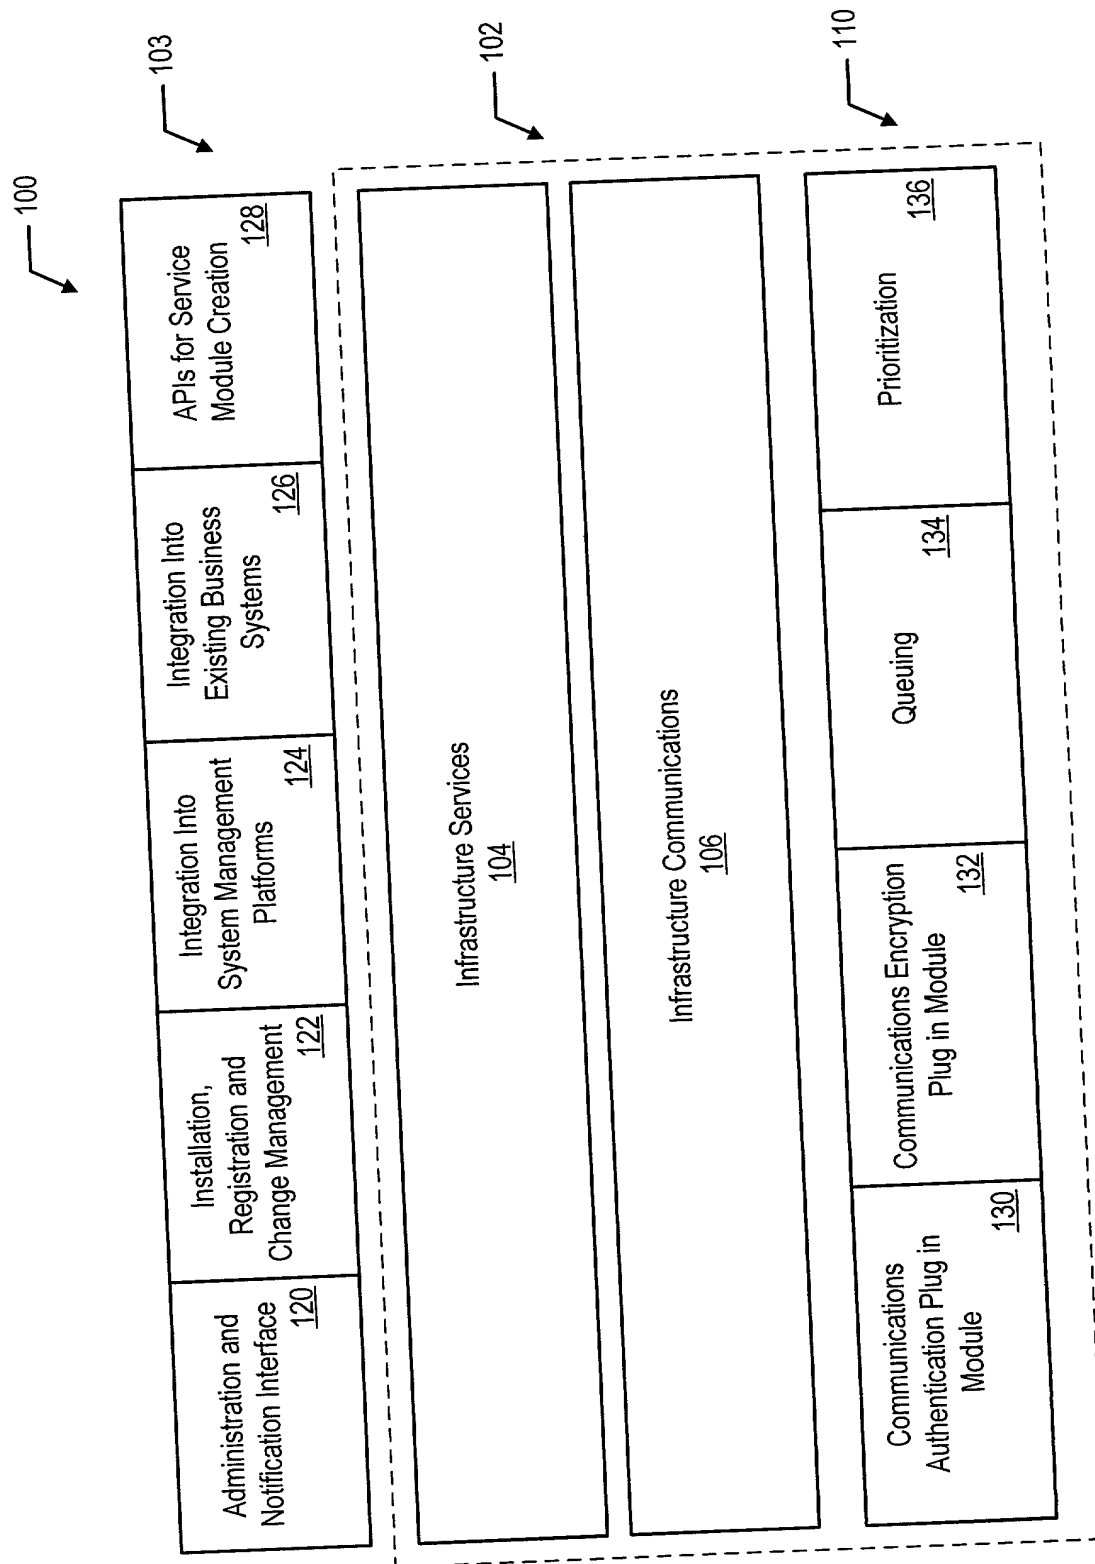 100
103
Administration and
Notification Interface
120
Installation,
Registration and
Change Management
122
Integration Into
System Management
Platforms
124
Integration Into
Existing Business
Systems
126
APIs for Service
Module Creation
128
102
Infrastructure Services
104
Infrastructure Communications
106
110
Communications
Authentication Plug in
Module
130
Communications Encryption
Plug in Module
132
Queuing
134
Prioritization
136